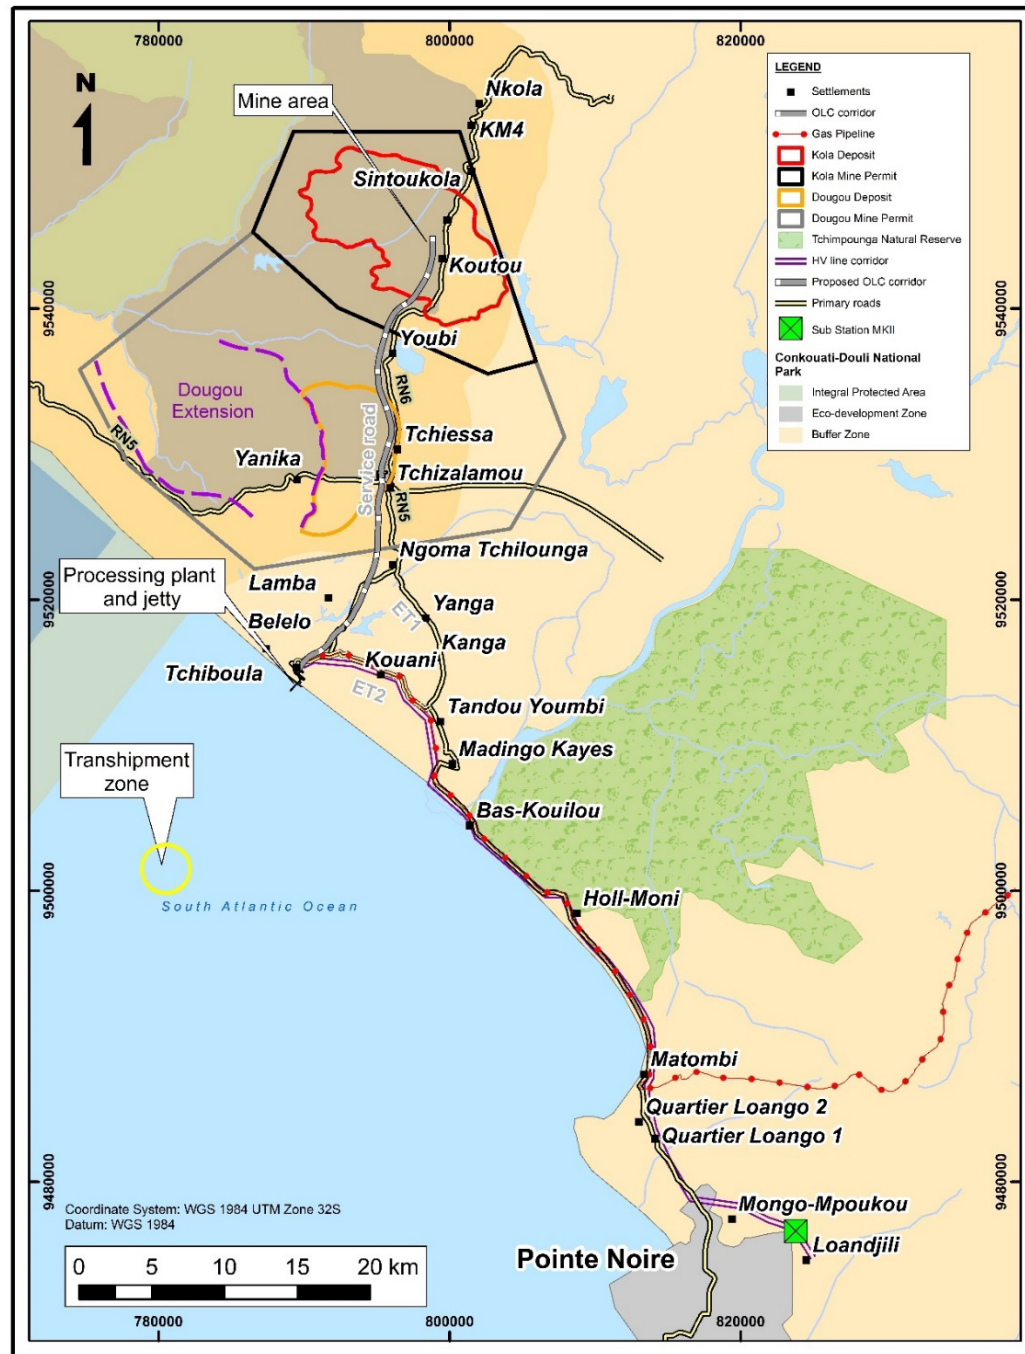 780000
800000
820000
N
Mine area
Nkola
KM4
Sintoukola
Koutou
9540000
9540000
Youbi
RN6
Dougou
Extension
Service road
Tchiessa
RN5
Yanika
Tchizalamou
RN5
Ngoma Tchilounga
Processing plant
and jetty
Lamba
9520000
9520000
Yanga
ET1
Belelo
Kanga
Kouani
Tchiboula
ET2
Tandou Youmbi
Madingo Kayes
Transhipment
zone
Bas-Kouilou
9500000
9500000
South Atlantic Ocean
Holl-Moni
Matombi
Quartier Loango 2
Quartier Loango 1
9480000
9480000
Mongo-Mpoukou
Loandjili
Pointe Noire
Coordinate System: WGS 1984 UTM Zone 32S
Datum: WGS 1984
0 5 10 15 20 km
780000
800000
820000
LEGEND
Settlements
OLC corridor
Gas Pipeline
Kola Deposit
Kola Mine Permit
Dougou Deposit
Dougou Mine Permit
Tchimpounga Natural Reserve
HV line corridor
Proposed OLC corridor
Primary roads
Sub Station MKII
Conkouati-Douli National
Park
Integral Protected Area
Eco-development Zone
Buffer Zone